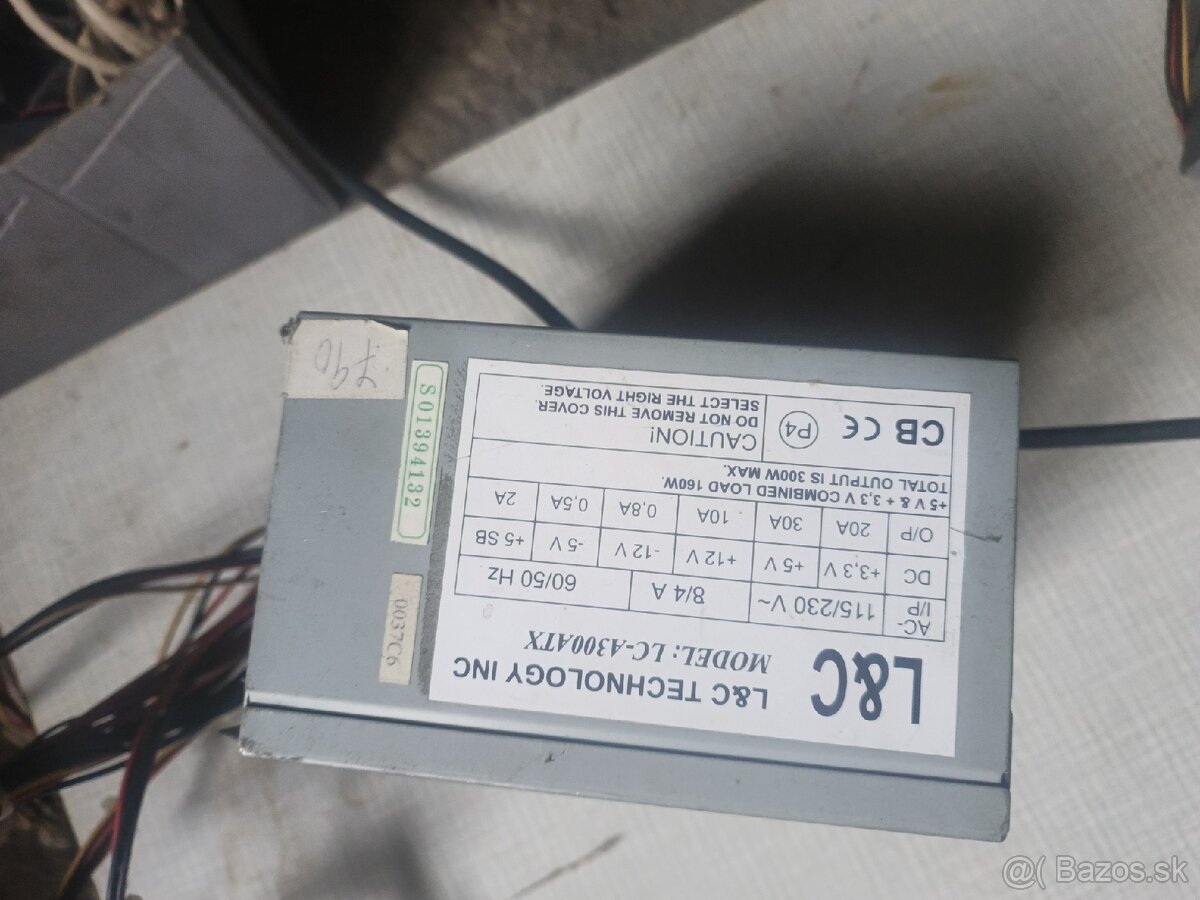 L&C
L&C TECHNOLOGY INC
MODEL: LC-A300ATX
AC-I/P 115/230 V~ 8/4 A 60/50 Hz
DC +3,3 V +5 V +12 V -12 V -5 V +5 SB
O/P 20A 30A 10A 0,8A 0,5A 2A
+5 V & + 3,3 V COMBINED LOAD 160W.
TOTAL OUTPUT IS 300W MAX.
CB CE P4
CAUTION!
DO NOT REMOVE THIS COVER.
SELECT THE RIGHT VOLTAGE.
0037C6
S01394132
790
@( Bazos.sk